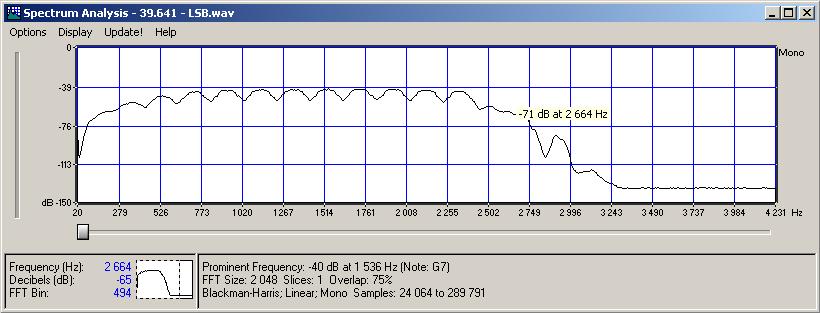 Spectrum Analysis - 39.641 - LSB.wav
Options Display Update! Help
0 Mono
-39
-71 dB at 2 664 Hz
-76
-113
dB -150
20 279 526 773 1020 1267 1514 1761 2 008 2 255 2 502 2 749 2 996 3 243 3 490 3 737 3 984 4 231 Hz
Frequency (Hz): 2 664
Decibels (dB): -65
FFT Bin: 494
Prominent Frequency: -40 dB at 1 536 Hz (Note: G7)
FFT Size: 2 048 Slices: 1 Overlap: 75%
Blackman-Harris; Linear; Mono Samples: 24 064 to 289 791